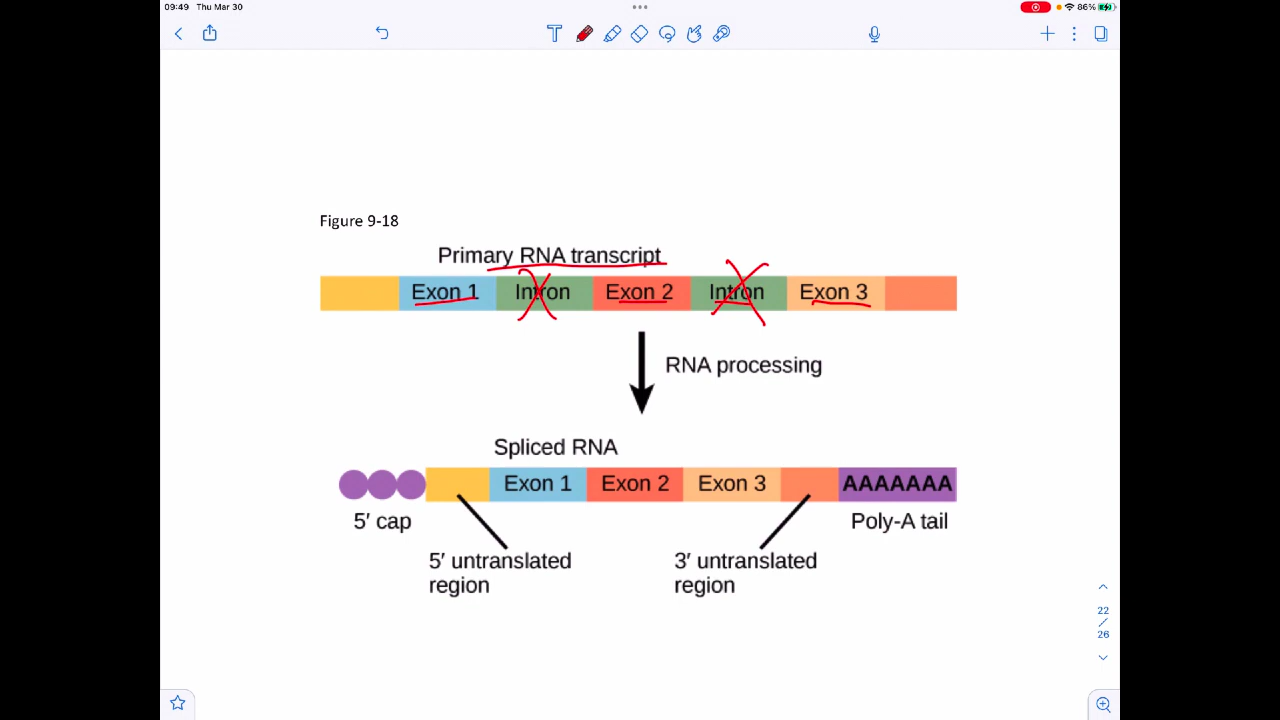 09:49 Thu Mar 30
86%
T
Figure 9-18
Primary RNA transcript
Exon 1 Intron Exon 2 Intron Exon 3
RNA processing
Spliced RNA
Exon 1 Exon 2 Exon 3 AAAAAAA
5′ cap
Poly-A tail
5′ untranslated
region
3′ untranslated
region
22
/
26